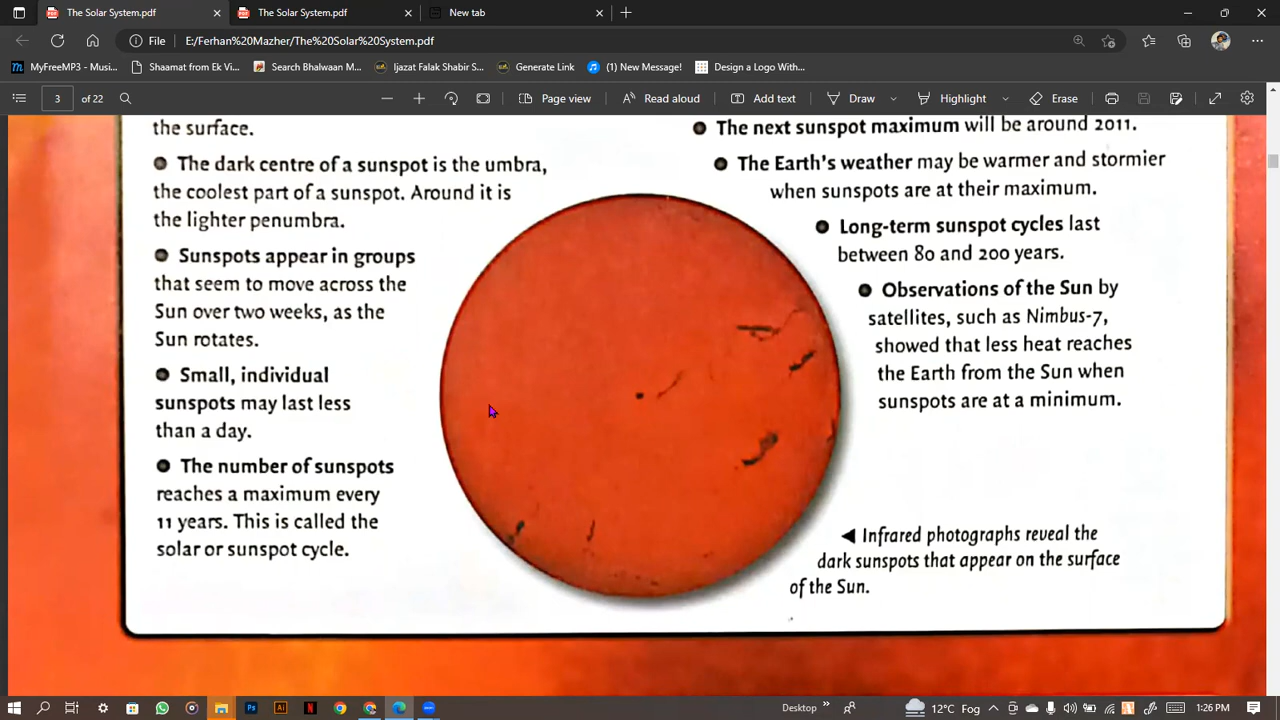 The Solar System.pdf
The Solar System.pdf
New tab
File
E:/Ferhan%20Mazher/The%20Solar%20System.pdf
MyFreeMP3 - Musi...
Shaamat from Ek Vi...
Search Bhalwaan M...
Ijazat Falak Shabir S...
Generate Link
(1) New Message!
Design a Logo With...
3
of 22
Page view
Read aloud
Add text
Draw
Highlight
Erase
the surface.
The dark centre of a sunspot is the umbra,
the coolest part of a sunspot. Around it is
the lighter penumbra.
Sunspots appear in groups
that seem to move across the
Sun over two weeks, as the
Sun rotates.
Small, individual
sunspots may last less
than a day.
The number of sunspots
reaches a maximum every
11 years. This is called the
solar or sunspot cycle.
The next sunspot maximum will be around 2011.
The Earth's weather may be warmer and stormier
when sunspots are at their maximum.
Long-term sunspot cycles last
between 80 and 200 years.
Observations of the Sun by
satellites, such as Nimbus-7,
showed that less heat reaches
the Earth from the Sun when
sunspots are at a minimum.
◄ Infrared photographs reveal the
dark sunspots that appear on the surface
of the Sun.
Desktop
12°C Fog
1:26 PM